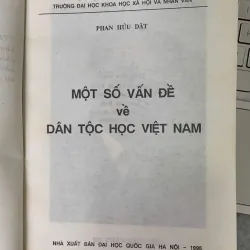 TRƯỜNG ĐẠI HỌC KHOA HỌC XÃ HỘI VÀ NHÂN VĂN
PHAN HỮU DẬT
MỘT SỐ VẤN ĐỀ
về
DÂN TỘC HỌC VIỆT NAM
NHÀ XUẤT BẢN ĐẠI HỌC QUỐC GIA HÀ NỘI -